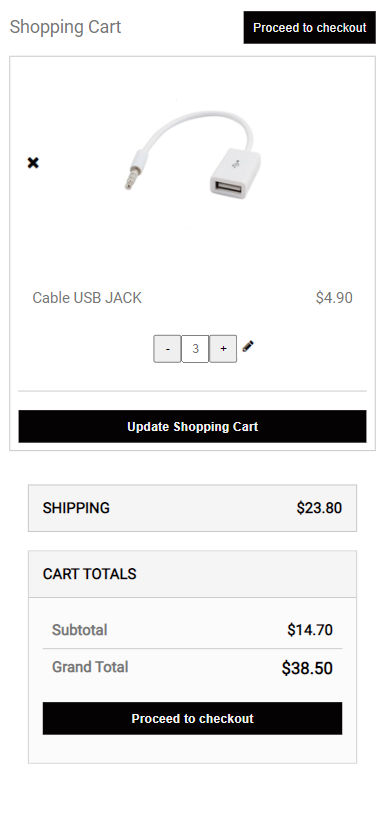 Shopping Cart Proceed to checkout
Cable USB JACK $4.90
- 3 +
Update Shopping Cart
SHIPPING $23.80
CART TOTALS
Subtotal $14.70
Grand Total $38.50
Proceed to checkout